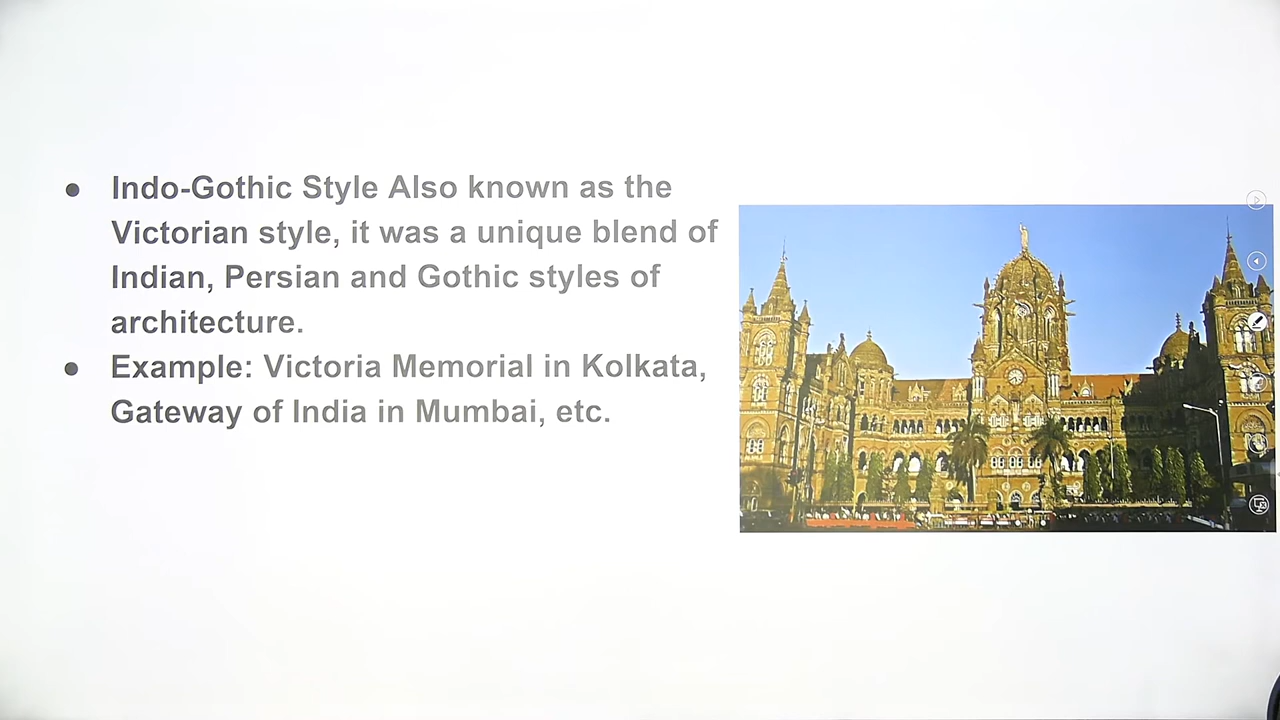 ● Indo-Gothic Style Also known as the
Victorian style, it was a unique blend of
Indian, Persian and Gothic styles of
architecture.
● Example: Victoria Memorial in Kolkata,
Gateway of India in Mumbai, etc.